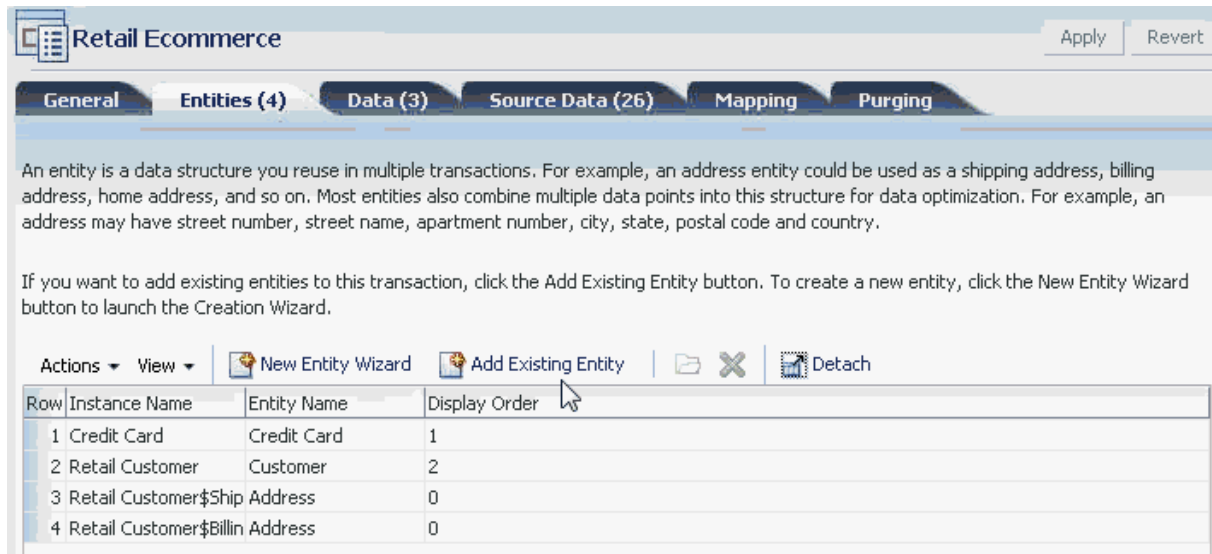 Retail Ecommerce
Apply Revert
General Entities (4) Data (3) Source Data (26) Mapping Purging
An entity is a data structure you reuse in multiple transactions. For example, an address entity could be used as a shipping address, billing
address, home address, and so on. Most entities also combine multiple data points into this structure for data optimization. For example, an
address may have street number, street name, apartment number, city, state, postal code and country.
If you want to add existing entities to this transaction, click the Add Existing Entity button. To create a new entity, click the New Entity Wizard
button to launch the Creation Wizard.
Actions View New Entity Wizard Add Existing Entity Detach
Row Instance Name Entity Name Display Order
1 Credit Card Credit Card 1
2 Retail Customer Customer 2
3 Retail Customer$Ship Address 0
4 Retail Customer$Billin Address 0